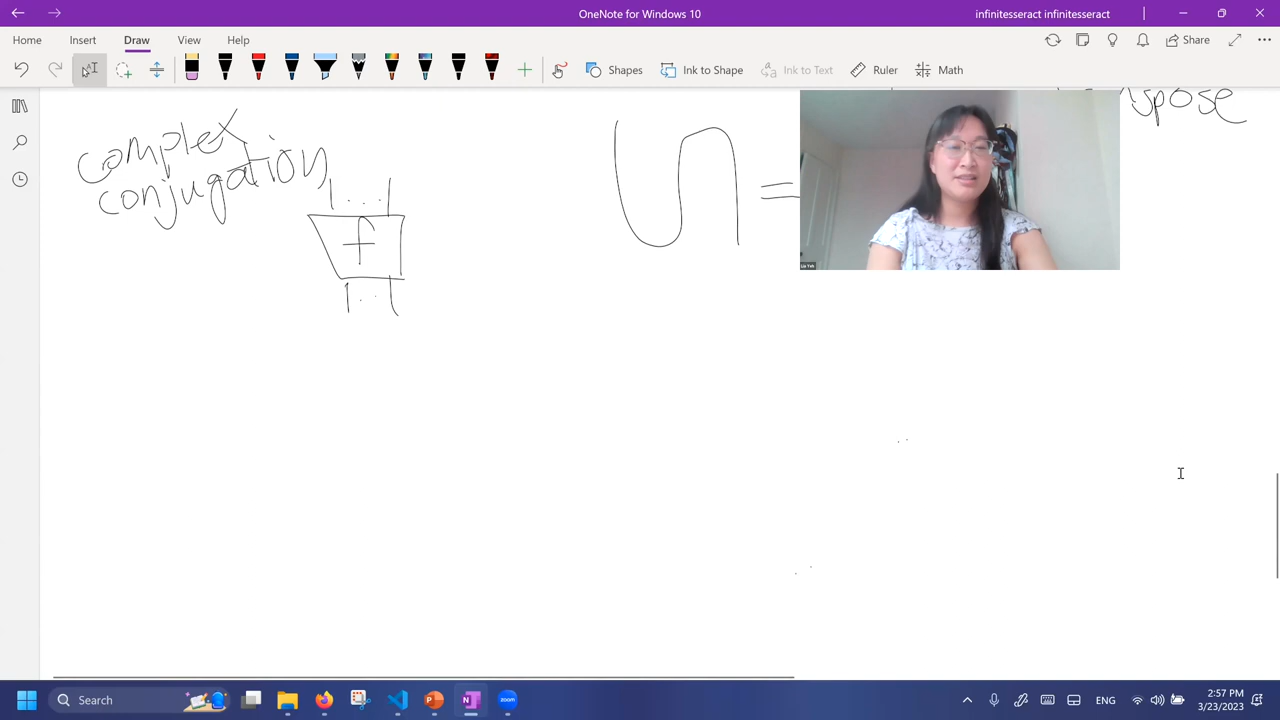 OneNote for Windows 10
infinitesseract infinitesseract
Home
Insert
Draw
View
Help
Share
Shapes
Ink to Shape
Ink to Text
Ruler
Math
complex
conjugation
f
=
spose
Search
ENG
2:57 PM
3/23/2023
zoom